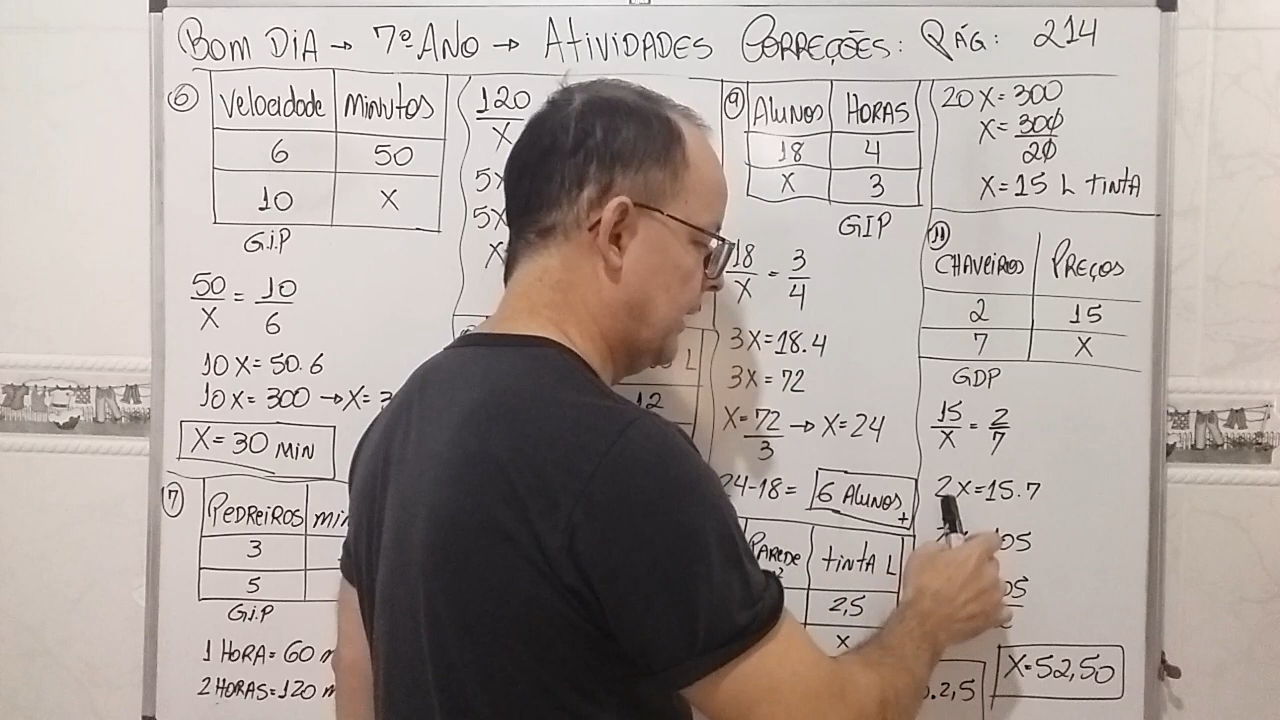 BOM DIA → 7º ANO → ATIVIDADES CORREÇÕES: PÁG: 214
6
Velocidade Minutos
6 50
10 X
G.i.P
50/X = 10/6
10X = 50.6
10X = 300 → X = 3
X = 30 MIN
7
PEDREIROS
3
5
G.I.P
1 HORA = 60
2 HORAS = 120
120
X
5X
5X
X
L
12
9
ALUNOS HORAS
18 4
X 3
GIP
18/X = 3/4
3X = 18.4
3X = 72
X = 72/3 → X = 24
24-18 = 6 Alunos +
PAREDE tintA L
2,5
X
.2,5
20X = 300
X = 300/20
X = 15 L tintA
11
CHAVEIROS PREÇOS
2 15
7 X
GDP
15/X = 2/7
2X = 15.7
105
X = 52,50